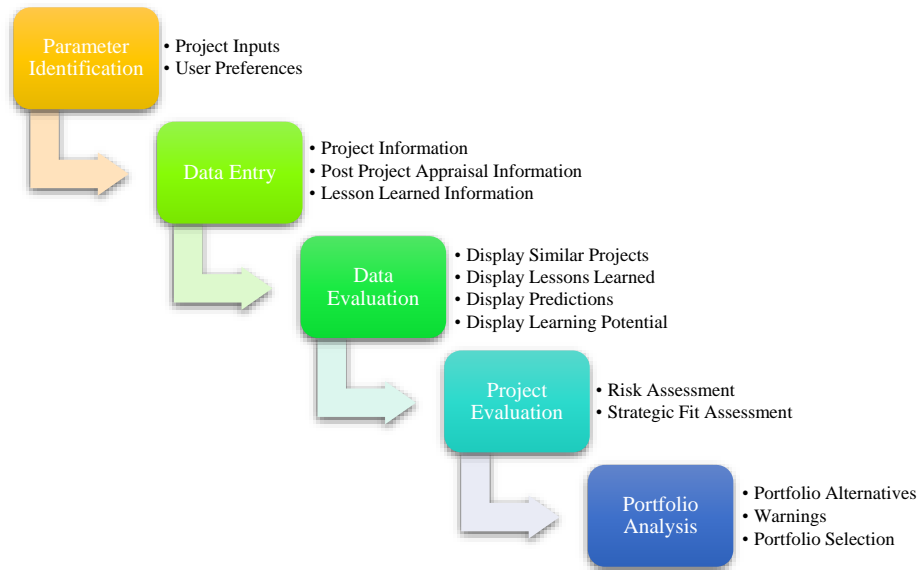 Parameter
Identification
• Project Inputs
• User Preferences
Data Entry
• Project Information
• Post Project Appraisal Information
• Lesson Learned Information
Data
Evaluation
• Display Similar Projects
• Display Lessons Learned
• Display Predictions
• Display Learning Potential
Project
Evaluation
• Risk Assessment
• Strategic Fit Assessment
Portfolio
Analysis
• Portfolio Alternatives
• Warnings
• Portfolio Selection